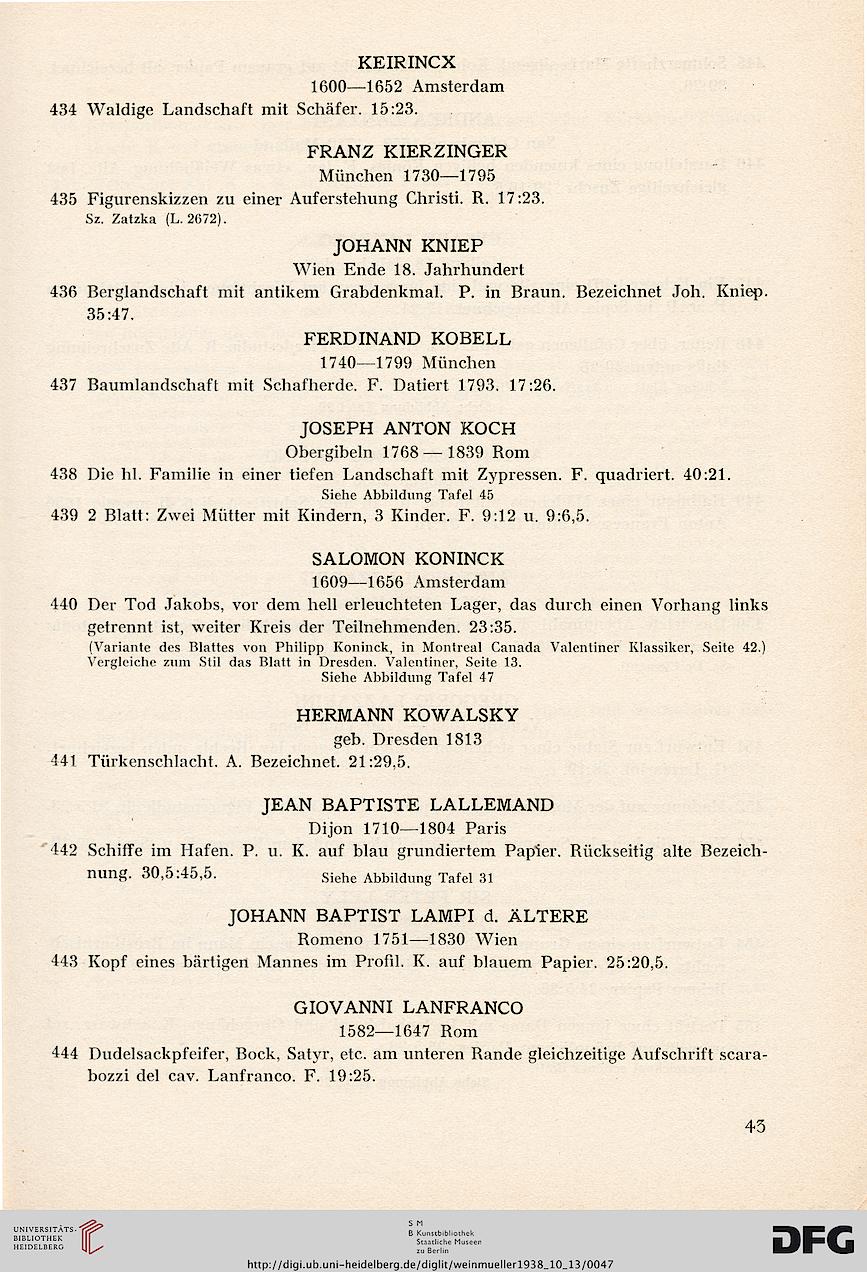 KEIRINCX
1600—1652 Amsterdam
434 Waldige Landschaft mit Schäfer. 15:23.
FRANZ KIERZINGER
München 1730—1795
435 Figurenskizzen zu einer Auferstehung Christi. R. 17:23.
Sz. Zatzka (L. 2672).
JOHANN KNIEP
Wien Ende 18. Jahrhundert
436 Berglandschaft mit antikem Grabdenkmal. P. in Braun. Bezeichnet Joh. Kniep.
35:47.
FERDINAND KOBELL
1740—1799 München
437 Baumlandschaft mit Schafherde. F. Datiert 1793. 17:26.
JOSEPH ANTON KOCH
Obergibeln 1768 — 1839 Rom
438 Die hl. Familie in einer tiefen Landschaft mit Zypressen. F. quadriert. 40:21.
Siehe Abbildung Tafel 45
439 2 Blatt: Zwei Mütter mit Kindern, 3 Kinder. F. 9:12 u. 9:6,5.
SALOMON KONINCK
1609—1656 Amsterdam
440 Der Tod Jakobs, vor dem hell erleuchteten Lager, das durch einen Vorhang links
getrennt ist, weiter Kreis der Teilnehmenden. 23:35.
(Variante des Blattes von Philipp Koninck, in Montreal Canada Valentiner Klassiker, Seite 42.)
Vergleiche zum Stil das Blatt in Dresden. Valentiner, Seite 13.
Siehe Abbildung Tafel 47
HERMANN KOWALSKY
geb. Dresden 1813
441 Türkenschlacht. A. Bezeichnet. 21:29,5.
JEAN BAPTISTE LALLEMAND
Dijon 1710—1804 Paris
442 Schiffe im Hafen. P. u. K. auf blau grundiertem Papier. Rückseitig alte Bezeich-
nung. 30,5:45,5. Siehe Abbildung Tafel 31
JOHANN BAPTIST LAMPI d. ÄLTERE
Romeno 1751—1830 Wien
443 Kopf eines bärtigen Mannes im Profil. K. auf blauem Papier. 25:20,5.
GIOVANNI LANFRANCO
1582—1647 Rom
444 Dudelsackpfeifer, Bock, Satyr, etc. am unteren Rande gleichzeitige Aufschrift scara-
bozzi del cav. Lanfranco. F. 19:25.
43
UNIVERSITÄTS-
BIBLIOTHEK
HEIDELBERG
S M
B Kunstbibliothek
Staatliche Museen
zu Berlin
DFG
http://digi.ub.uni-heidelberg.de/diglit/weinmueller1938_10_13/0047